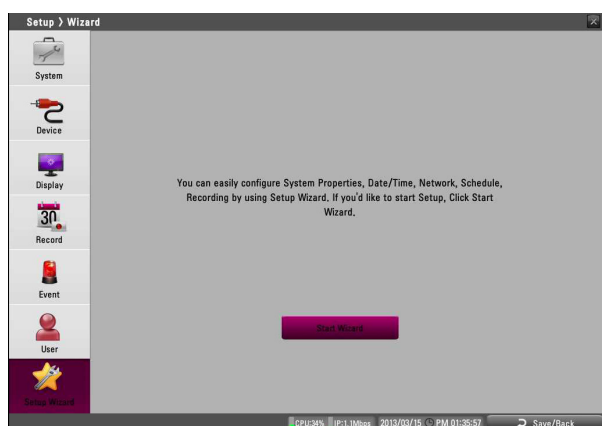 Setup > Wizard
System
Device
Display
30
Record
Event
User
Setup Wizard
You can easily configure System Properties, Date/Time, Network, Schedule,
Recording by using Setup Wizard. If you'd like to start Setup, Click Start
Wizard.
Start Wizard
CPU:34% IP:1.1Mbps 2013/03/15 PM 01:35:57 Save/Back